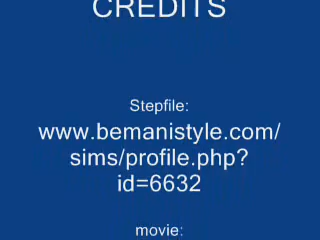 CREDITS
Stepfile:
www.bemanistyle.com/
sims/profile.php?
id=6632
movie: